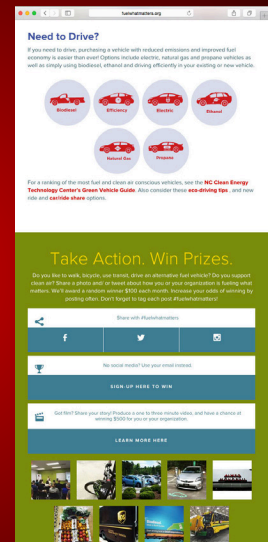 fuelwhatmatters.org
Need to Drive?
If you need to drive, purchasing a vehicle with reduced emissions and improved fuel
economy is easier than ever! Options include electric, natural gas and propane vehicles as
well as simply using biodiesel, ethanol and driving efficiently in your existing or new vehicle.
Biodiesel
Efficiency
Electric
Ethanol
Natural Gas
Propane
For a ranking of the most fuel and clean air conscious vehicles, see the NC Clean Energy
Technology Center's Green Vehicle Guide. Also consider these eco-driving tips , and new
ride and car/ride share options.
Take Action. Win Prizes.
Do you like to walk, bicycle, use transit, drive an alternative fuel vehicle? Do you support
clean air? Share a photo and/ or tweet about how you or your organization is fueling what
matters. We'll award a random winner $100 each month. Increase your odds of winning by
posting often. Don't forget to tag each post #fuelwhatmatters!
Share with #fuelwhatmatters
No social media? Use your email instead.
SIGN-UP HERE TO WIN
Got film? Share your story! Produce a one to three minute video, and have a chance at
winning $500 for you or your organization.
LEARN MORE HERE